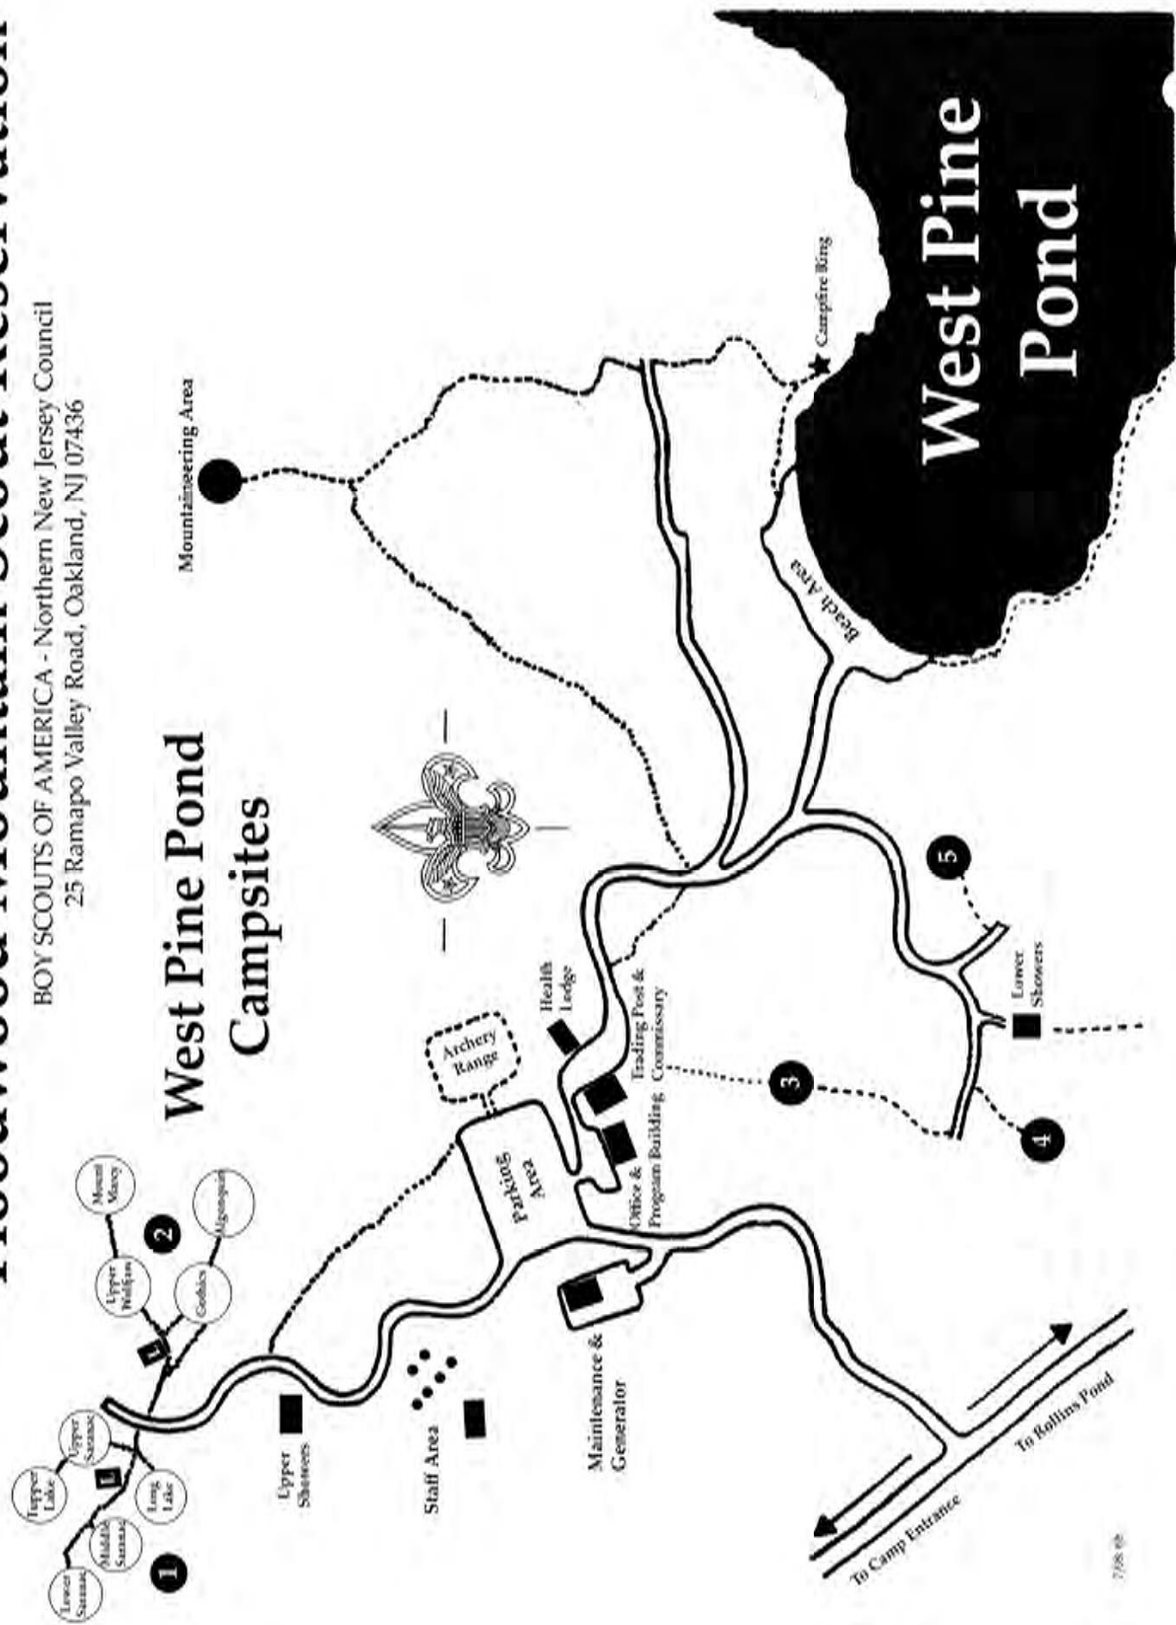 Mountain Scout Reservation
BOY SCOUTS OF AMERICA - Northern New Jersey Council
25 Ramapo Valley Road, Oakland, NJ 07436
West Pine Pond
Campsites
Mountaineering Area
Campfire Ring
West Pine
Pond
Beach Area
Archery
Range
Health
Lodge
Trading Post &
Commissary
Parking
Area
Office &
Program Building
Maintenance &
Generator
Staff Area
Upper
Showers
Lower
Showers
1
2
3
4
5
Lower
Saranac
Middle
Saranac
Tupper
Lake
Upper
Saranac
Long
Lake
L
L
Upper
Gothics
Mount
Marcy
Algonquin
To Camp Entrance
To Rollins Pond